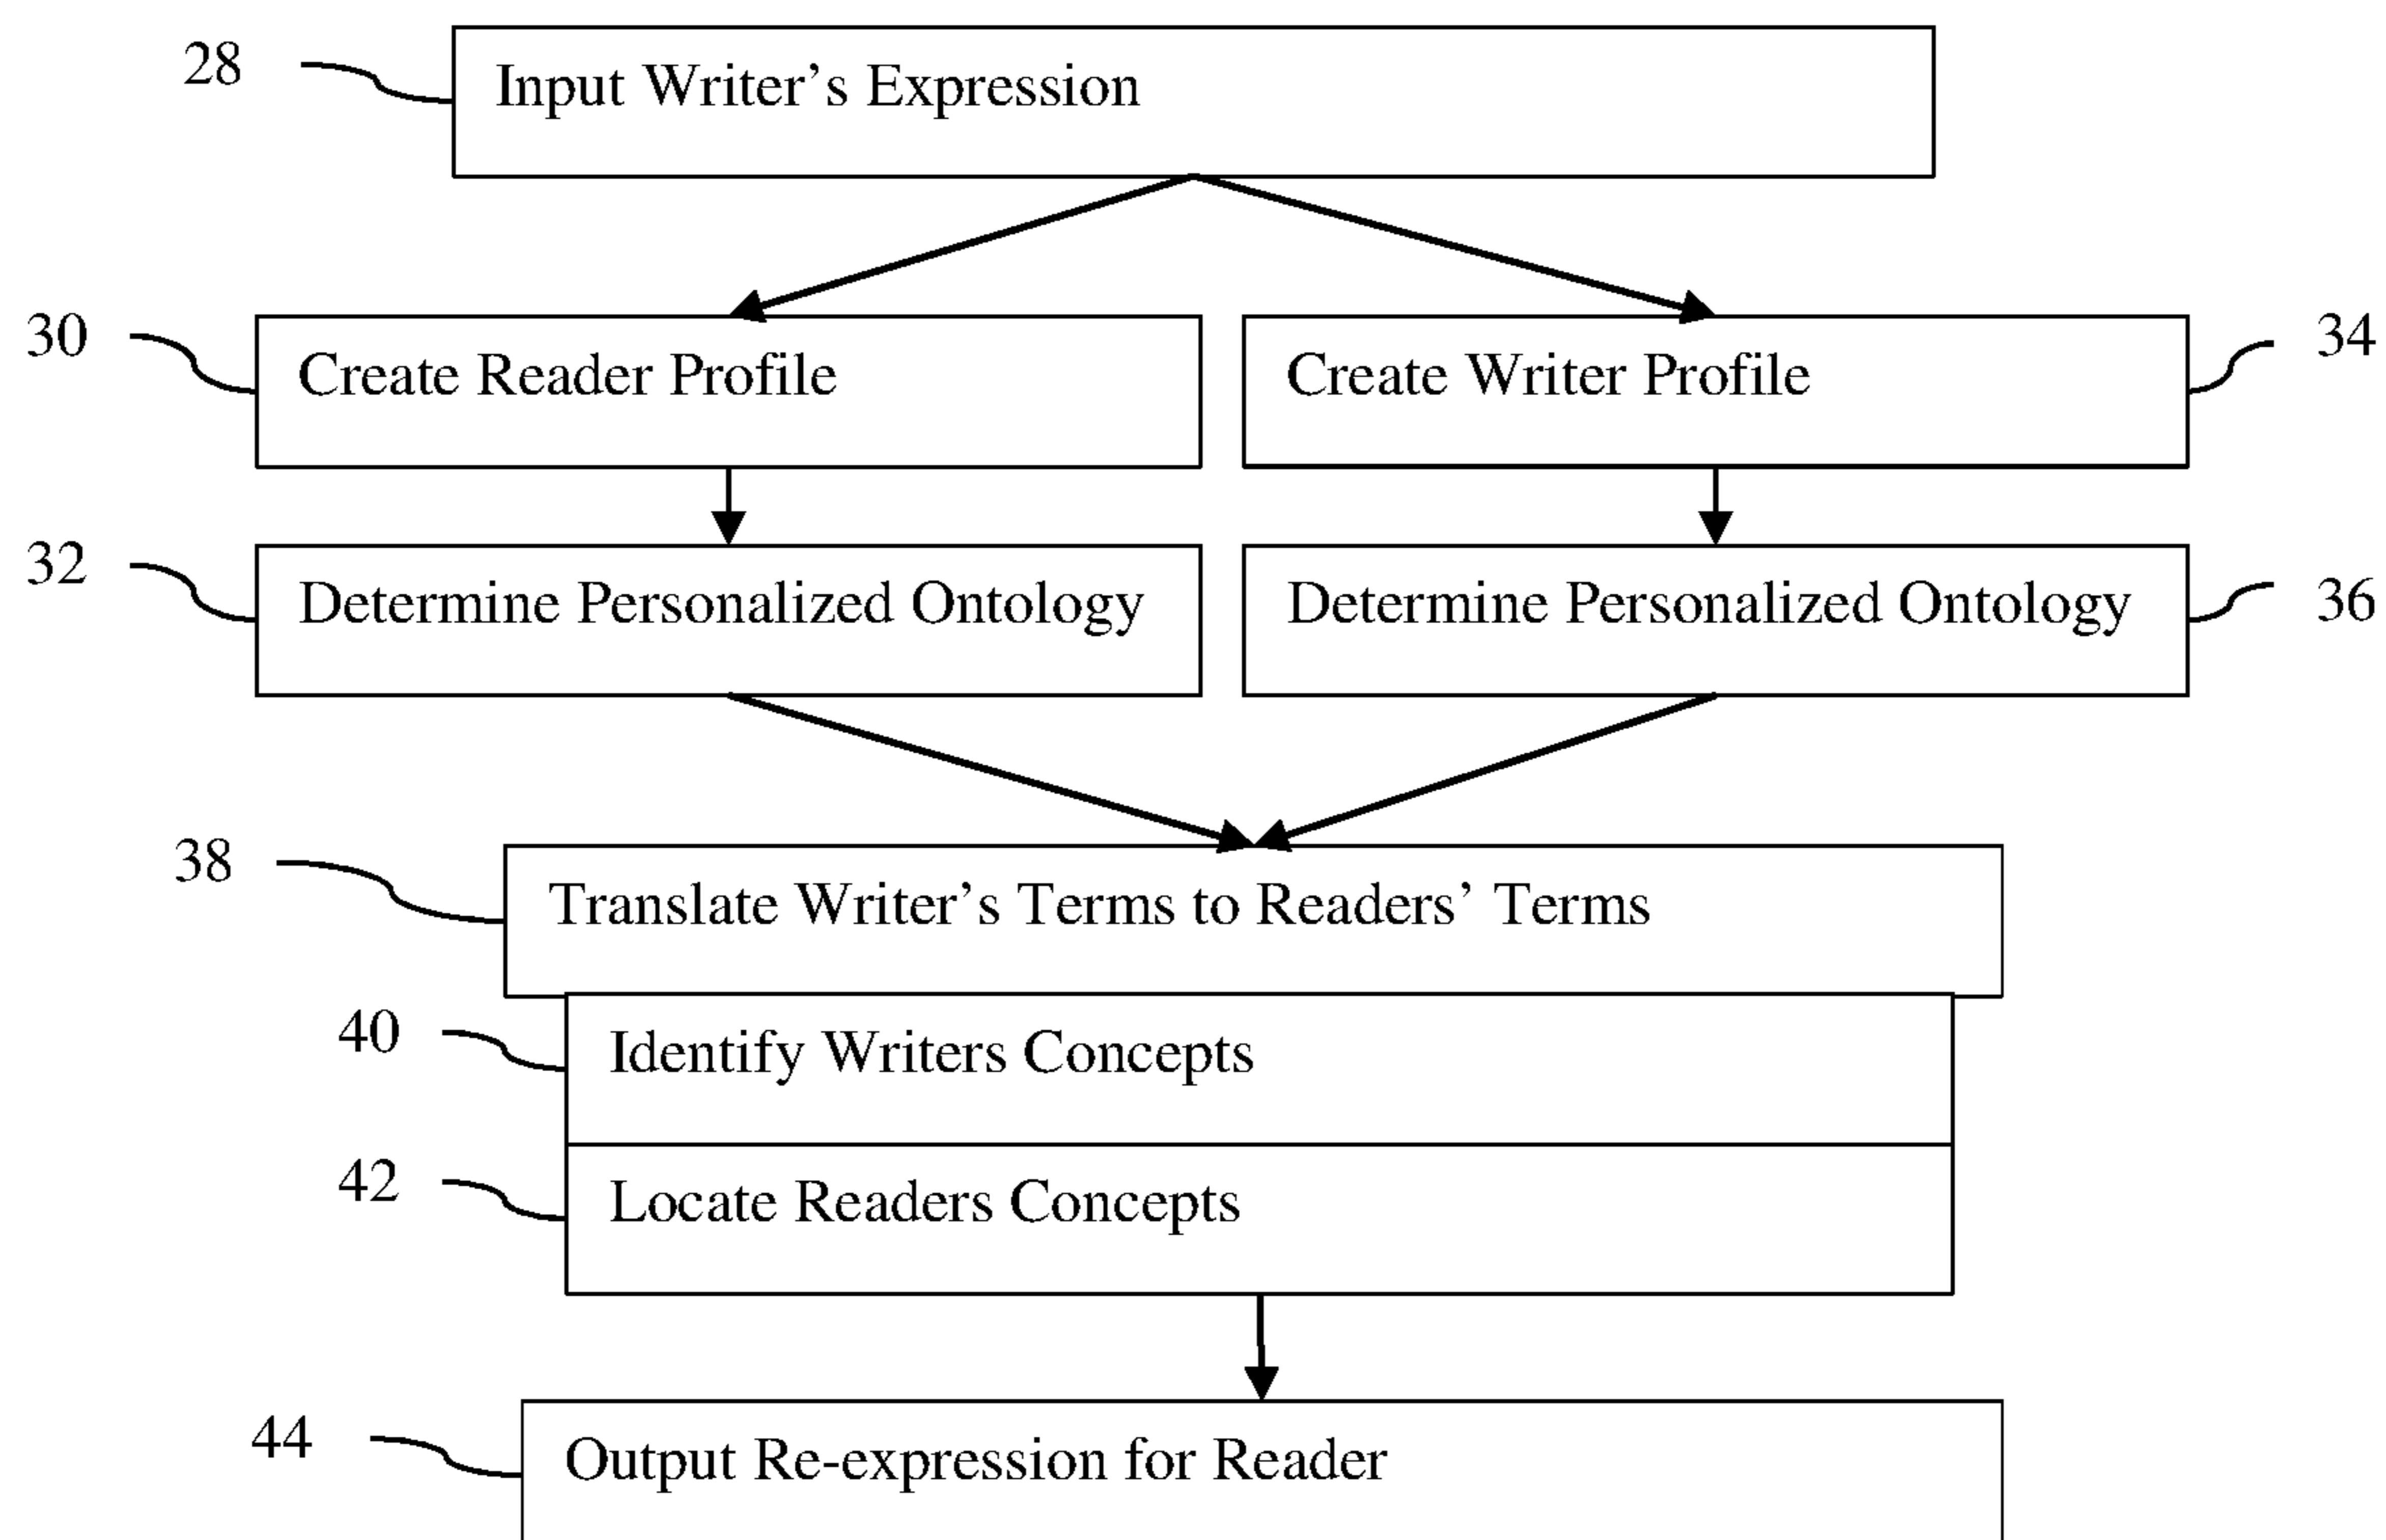 28
Input Writer’s Expression
30
Create Reader Profile
Create Writer Profile
34
32
Determine Personalized Ontology
Determine Personalized Ontology
36
38
Translate Writer’s Terms to Readers’ Terms
40
Identify Writers Concepts
42
Locate Readers Concepts
44
Output Re-expression for Reader